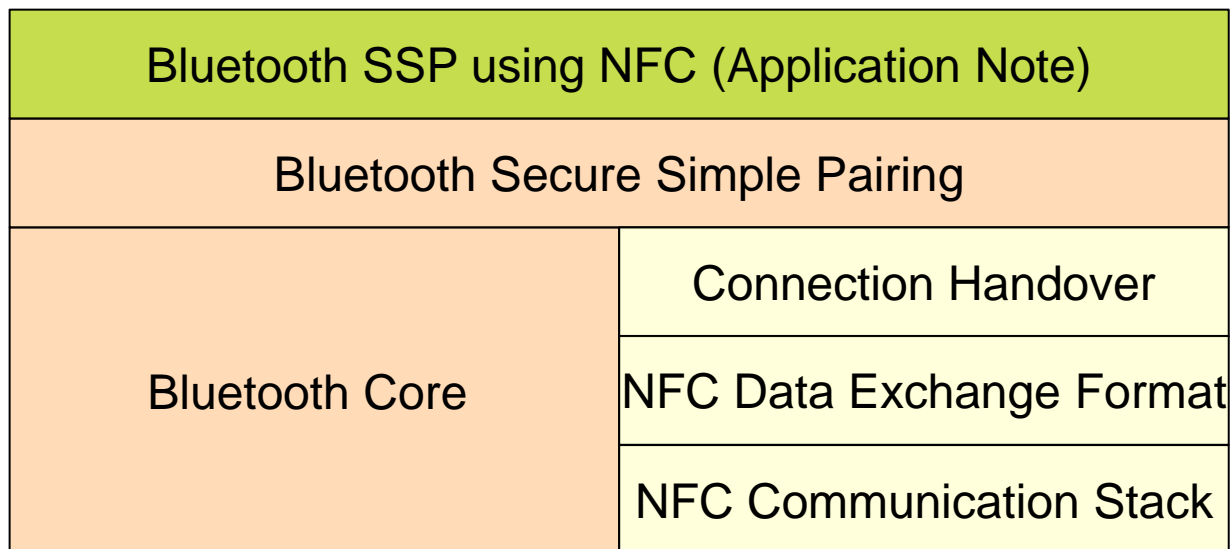 Bluetooth SSP using NFC (Application Note)
Bluetooth Secure Simple Pairing
Bluetooth Core
Connection Handover
NFC Data Exchange Format
NFC Communication Stack